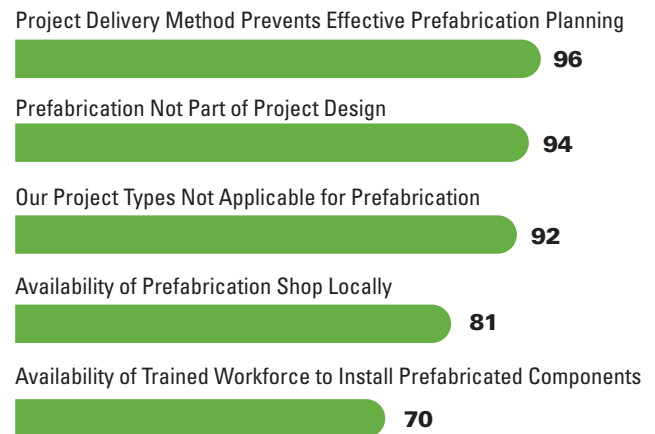 Project Delivery Method Prevents Effective Prefabrication Planning
96
Prefabrication Not Part of Project Design
94
Our Project Types Not Applicable for Prefabrication
92
Availability of Prefabrication Shop Locally
81
Availability of Trained Workforce to Install Prefabricated Components
70